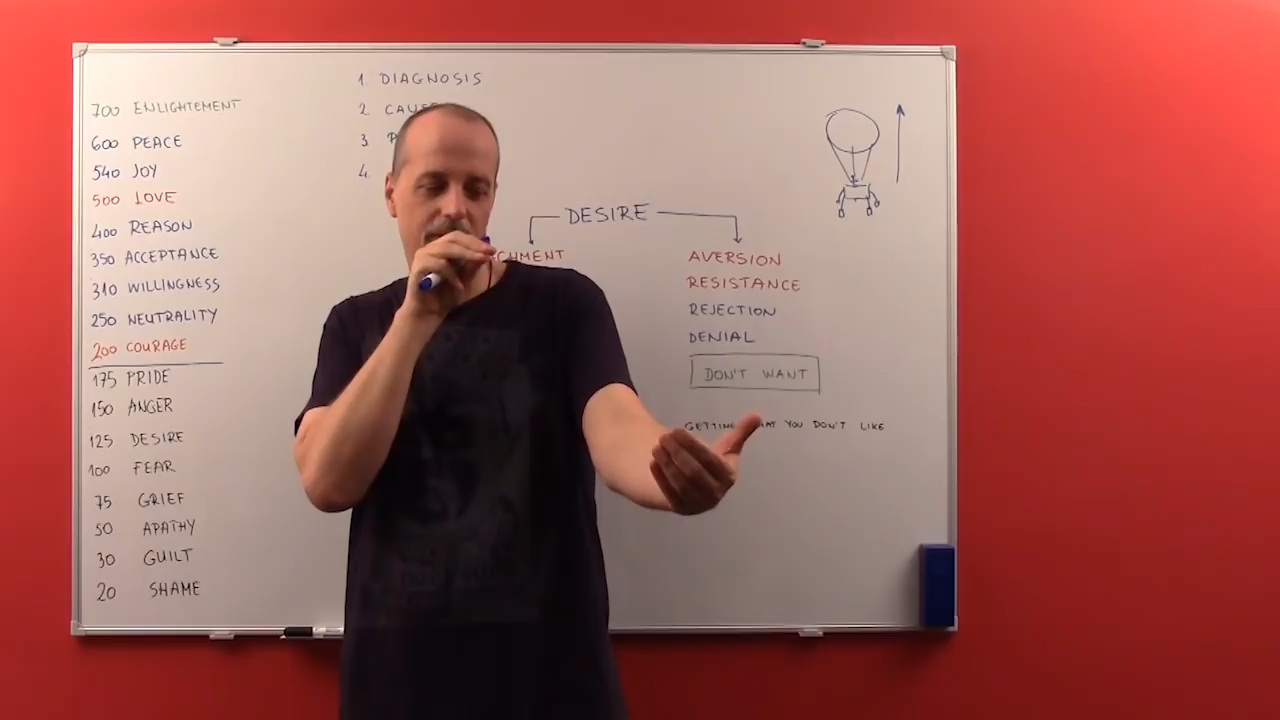 700 ENLIGHTEMENT
600 PEACE
540 JOY
500 LOVE
400 REASON
350 ACCEPTANCE
310 WILLINGNESS
250 NEUTRALITY
200 COURAGE
175 PRIDE
150 ANGER
125 DESIRE
100 FEAR
75 GRIEF
50 APATHY
30 GUILT
20 SHAME
1. DIAGNOSIS
2. CAUSE
3. P
4.
DESIRE
CHMENT
AVERSION
RESISTANCE
REJECTION
DENIAL
DON'T WANT
GETTING YOU DON'T LIKE